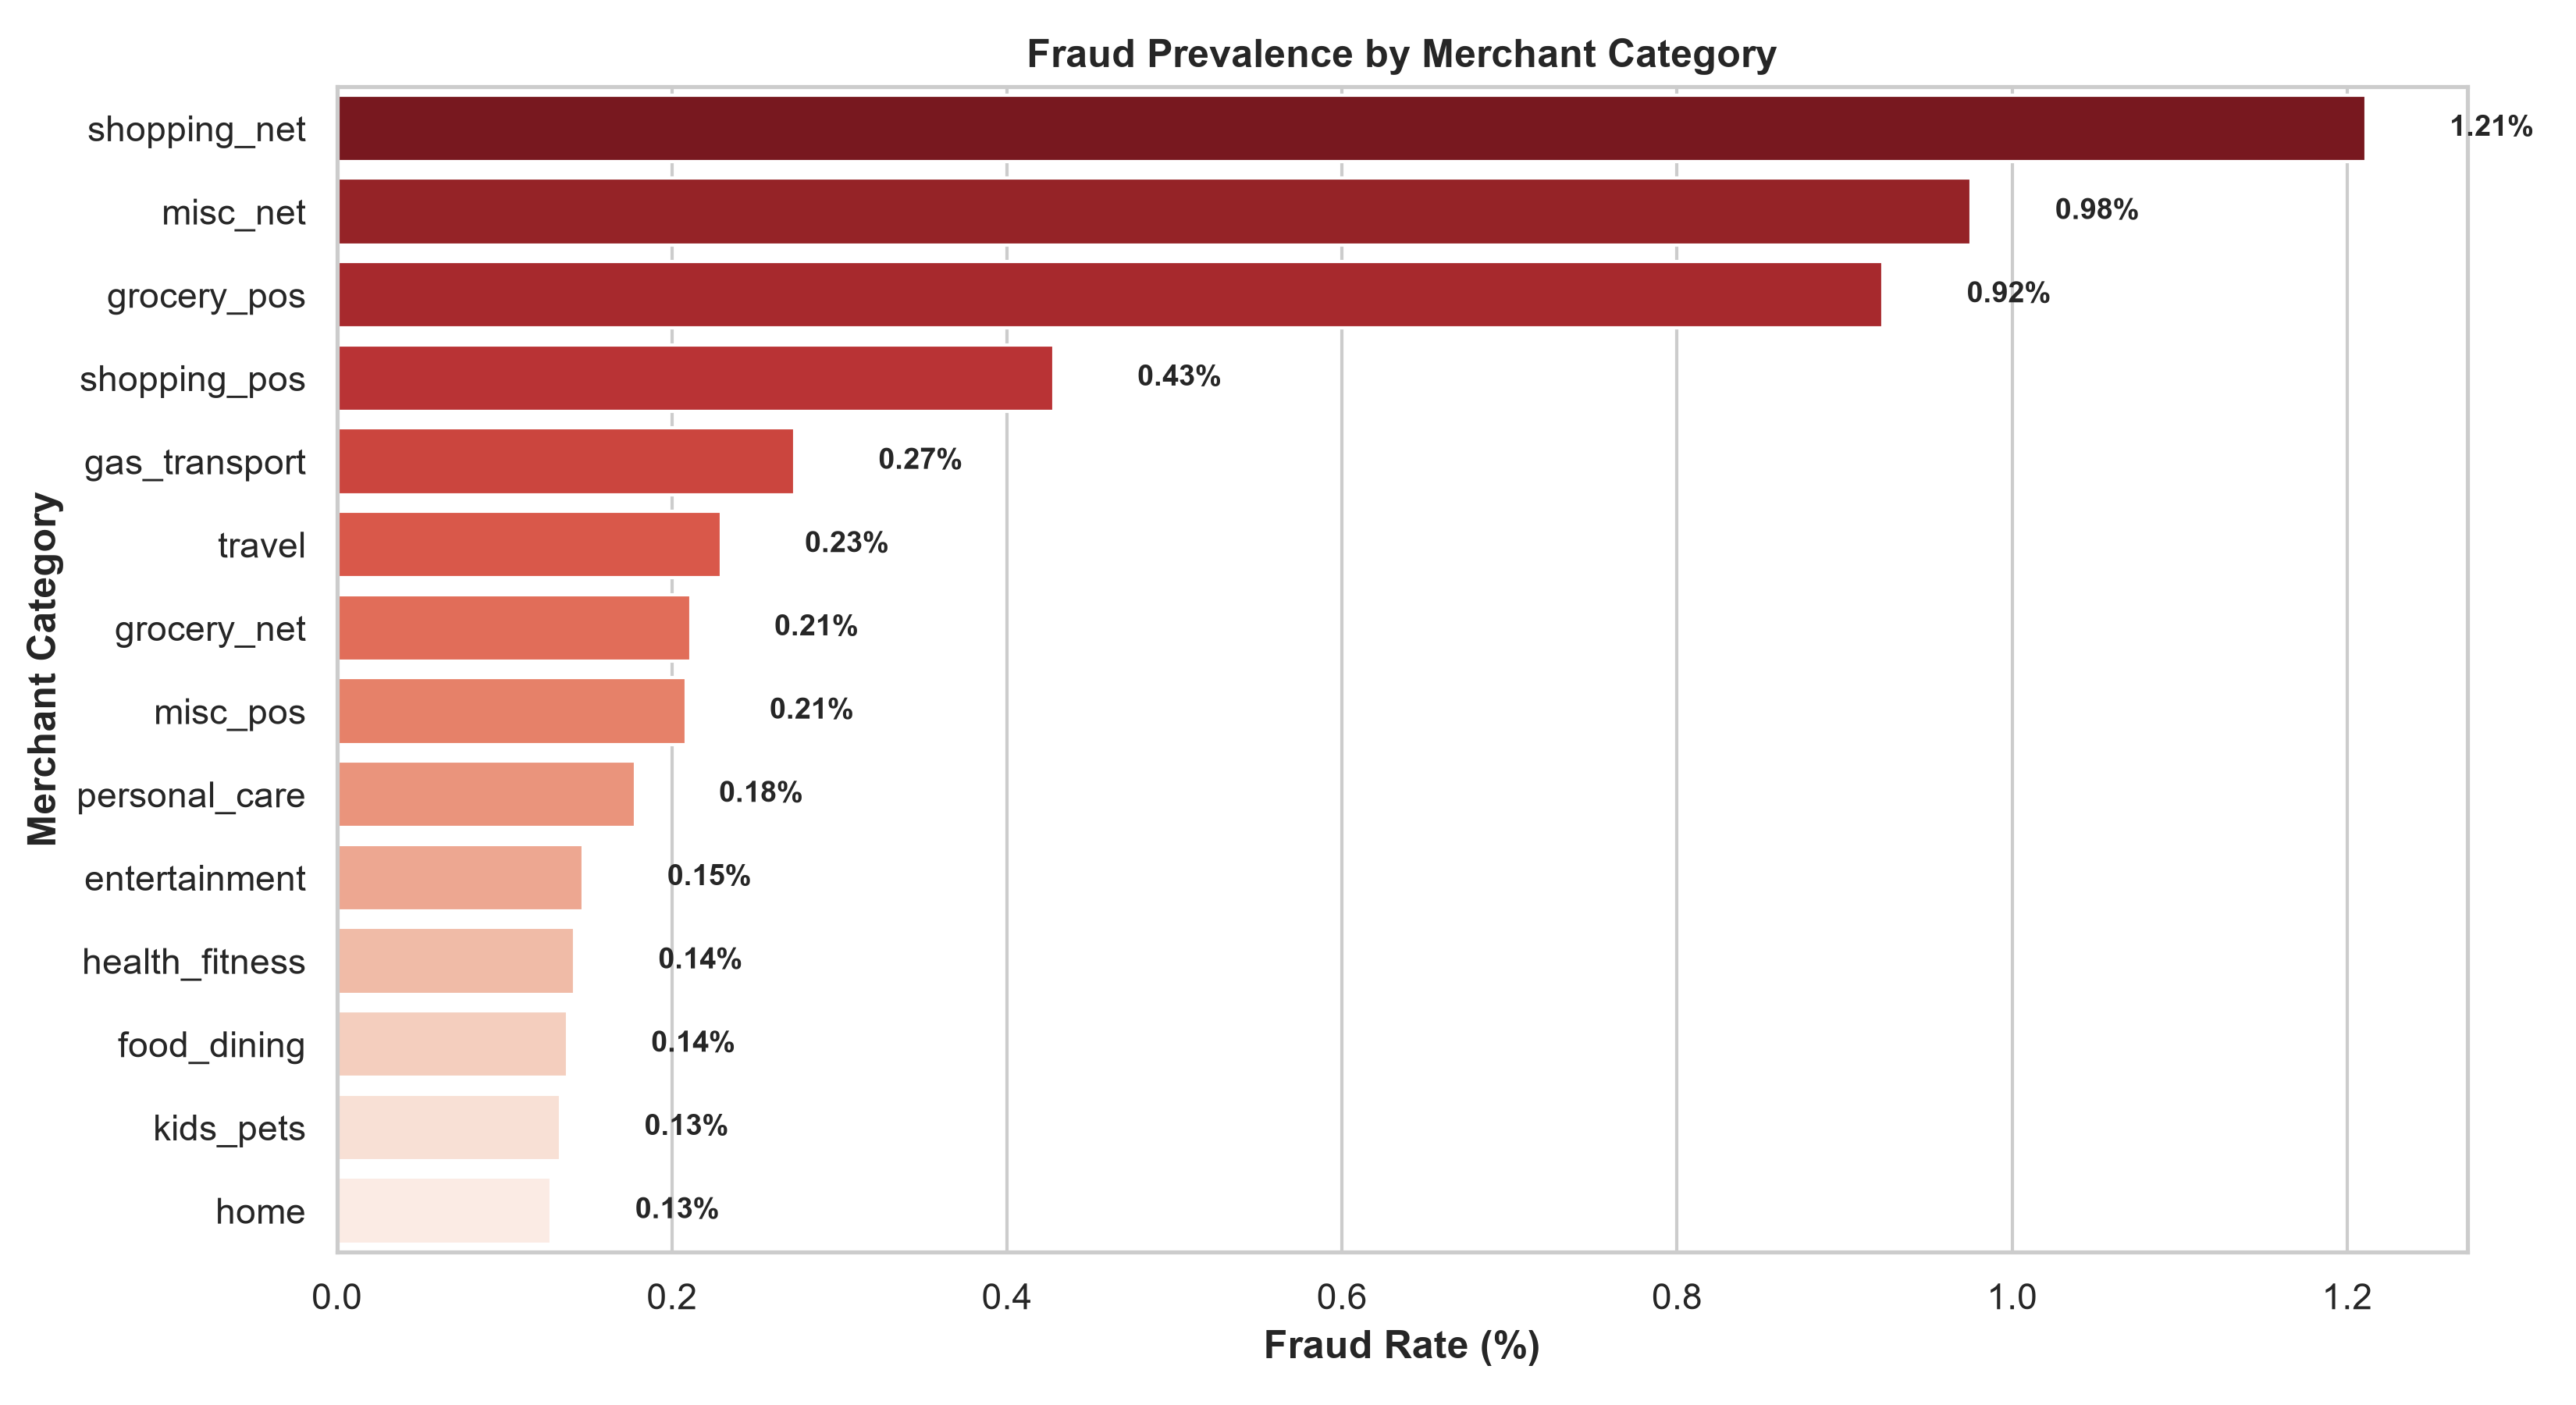 Fraud Prevalence by Merchant Category
shopping_net 1.21%
misc_net 0.98%
grocery_pos 0.92%
shopping_pos 0.43%
gas_transport 0.27%
travel 0.23%
grocery_net 0.21%
misc_pos 0.21%
personal_care 0.18%
entertainment 0.15%
health_fitness 0.14%
food_dining 0.14%
kids_pets 0.13%
home 0.13%
Merchant Category
0.0 0.2 0.4 0.6 0.8 1.0 1.2
Fraud Rate (%)